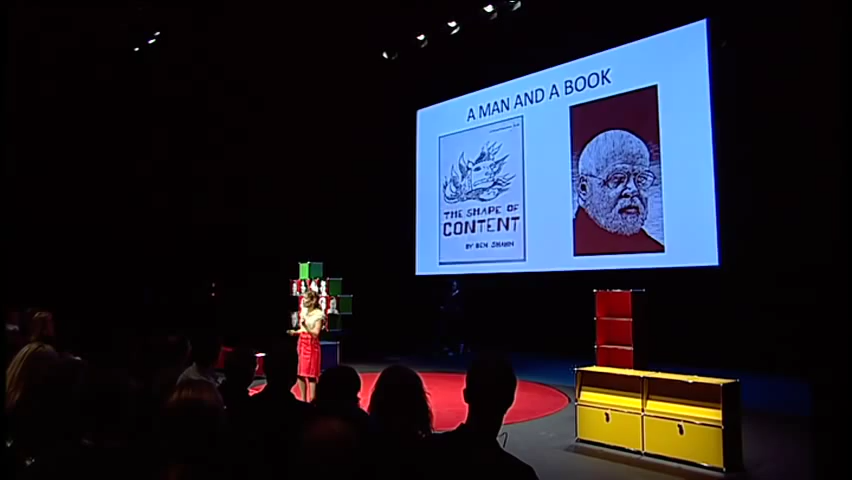 A MAN AND A BOOK
THE SHAPE OF
CONTENT
BY BEN SHAHN